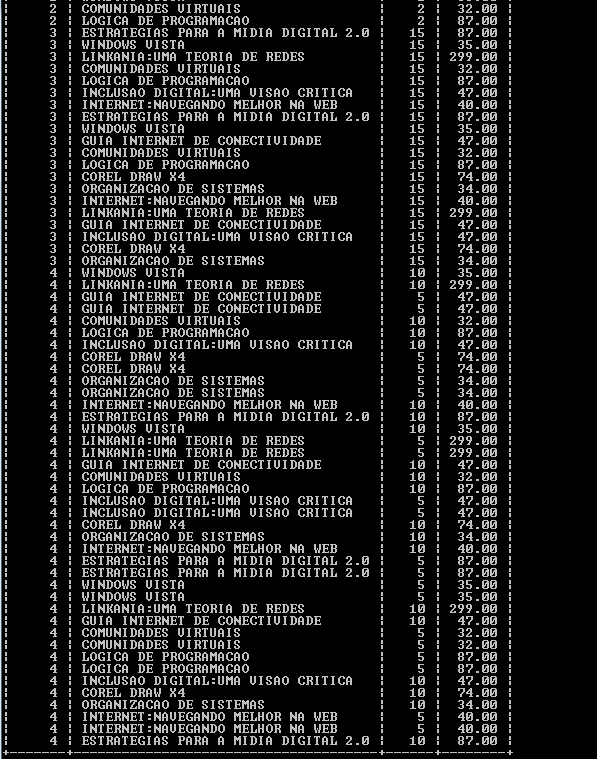 2 | COMUNIDADES VIRTUAIS | 2 | 32.00 |
2 | LOGICA DE PROGRAMACAO | 2 | 87.00 |
3 | ESTRATEGIAS PARA A MIDIA DIGITAL 2.0 | 15 | 87.00 |
3 | WINDOWS VISTA | 15 | 35.00 |
3 | LINKANIA:UMA TEORIA DE REDES | 15 | 299.00 |
3 | COMUNIDADES VIRTUAIS | 15 | 32.00 |
3 | LOGICA DE PROGRAMACAO | 15 | 87.00 |
3 | INCLUSAO DIGITAL:UMA VISAO CRITICA | 15 | 47.00 |
3 | INTERNET:NAVEGANDO MELHOR NA WEB | 15 | 40.00 |
3 | ESTRATEGIAS PARA A MIDIA DIGITAL 2.0 | 15 | 87.00 |
3 | WINDOWS VISTA | 15 | 35.00 |
3 | GUIA INTERNET DE CONECTIVIDADE | 15 | 47.00 |
3 | COMUNIDADES VIRTUAIS | 15 | 32.00 |
3 | LOGICA DE PROGRAMACAO | 15 | 87.00 |
3 | COREL DRAW X4 | 15 | 74.00 |
3 | ORGANIZACAO DE SISTEMAS | 15 | 34.00 |
3 | INTERNET:NAVEGANDO MELHOR NA WEB | 15 | 40.00 |
3 | LINKANIA:UMA TEORIA DE REDES | 15 | 299.00 |
3 | GUIA INTERNET DE CONECTIVIDADE | 15 | 47.00 |
3 | INCLUSAO DIGITAL:UMA VISAO CRITICA | 15 | 47.00 |
3 | COREL DRAW X4 | 15 | 74.00 |
3 | ORGANIZACAO DE SISTEMAS | 15 | 34.00 |
4 | WINDOWS VISTA | 10 | 35.00 |
4 | LINKANIA:UMA TEORIA DE REDES | 10 | 299.00 |
4 | GUIA INTERNET DE CONECTIVIDADE | 5 | 47.00 |
4 | GUIA INTERNET DE CONECTIVIDADE | 5 | 47.00 |
4 | COMUNIDADES VIRTUAIS | 10 | 32.00 |
4 | LOGICA DE PROGRAMACAO | 10 | 87.00 |
4 | INCLUSAO DIGITAL:UMA VISAO CRITICA | 10 | 47.00 |
4 | COREL DRAW X4 | 5 | 74.00 |
4 | COREL DRAW X4 | 5 | 74.00 |
4 | ORGANIZACAO DE SISTEMAS | 5 | 34.00 |
4 | ORGANIZACAO DE SISTEMAS | 5 | 34.00 |
4 | INTERNET:NAVEGANDO MELHOR NA WEB | 10 | 40.00 |
4 | ESTRATEGIAS PARA A MIDIA DIGITAL 2.0 | 10 | 87.00 |
4 | WINDOWS VISTA | 10 | 35.00 |
4 | LINKANIA:UMA TEORIA DE REDES | 5 | 299.00 |
4 | LINKANIA:UMA TEORIA DE REDES | 5 | 299.00 |
4 | GUIA INTERNET DE CONECTIVIDADE | 10 | 47.00 |
4 | COMUNIDADES VIRTUAIS | 10 | 32.00 |
4 | LOGICA DE PROGRAMACAO | 10 | 87.00 |
4 | INCLUSAO DIGITAL:UMA VISAO CRITICA | 5 | 47.00 |
4 | INCLUSAO DIGITAL:UMA VISAO CRITICA | 5 | 47.00 |
4 | COREL DRAW X4 | 10 | 74.00 |
4 | ORGANIZACAO DE SISTEMAS | 10 | 34.00 |
4 | INTERNET:NAVEGANDO MELHOR NA WEB | 10 | 40.00 |
4 | ESTRATEGIAS PARA A MIDIA DIGITAL 2.0 | 5 | 87.00 |
4 | ESTRATEGIAS PARA A MIDIA DIGITAL 2.0 | 5 | 87.00 |
4 | WINDOWS VISTA | 5 | 35.00 |
4 | WINDOWS VISTA | 5 | 35.00 |
4 | LINKANIA:UMA TEORIA DE REDES | 10 | 299.00 |
4 | GUIA INTERNET DE CONECTIVIDADE | 10 | 47.00 |
4 | COMUNIDADES VIRTUAIS | 5 | 32.00 |
4 | COMUNIDADES VIRTUAIS | 5 | 32.00 |
4 | LOGICA DE PROGRAMACAO | 5 | 87.00 |
4 | LOGICA DE PROGRAMACAO | 5 | 87.00 |
4 | INCLUSAO DIGITAL:UMA VISAO CRITICA | 10 | 47.00 |
4 | COREL DRAW X4 | 10 | 74.00 |
4 | ORGANIZACAO DE SISTEMAS | 10 | 34.00 |
4 | INTERNET:NAVEGANDO MELHOR NA WEB | 5 | 40.00 |
4 | INTERNET:NAVEGANDO MELHOR NA WEB | 5 | 40.00 |
4 | ESTRATEGIAS PARA A MIDIA DIGITAL 2.0 | 10 | 87.00 |